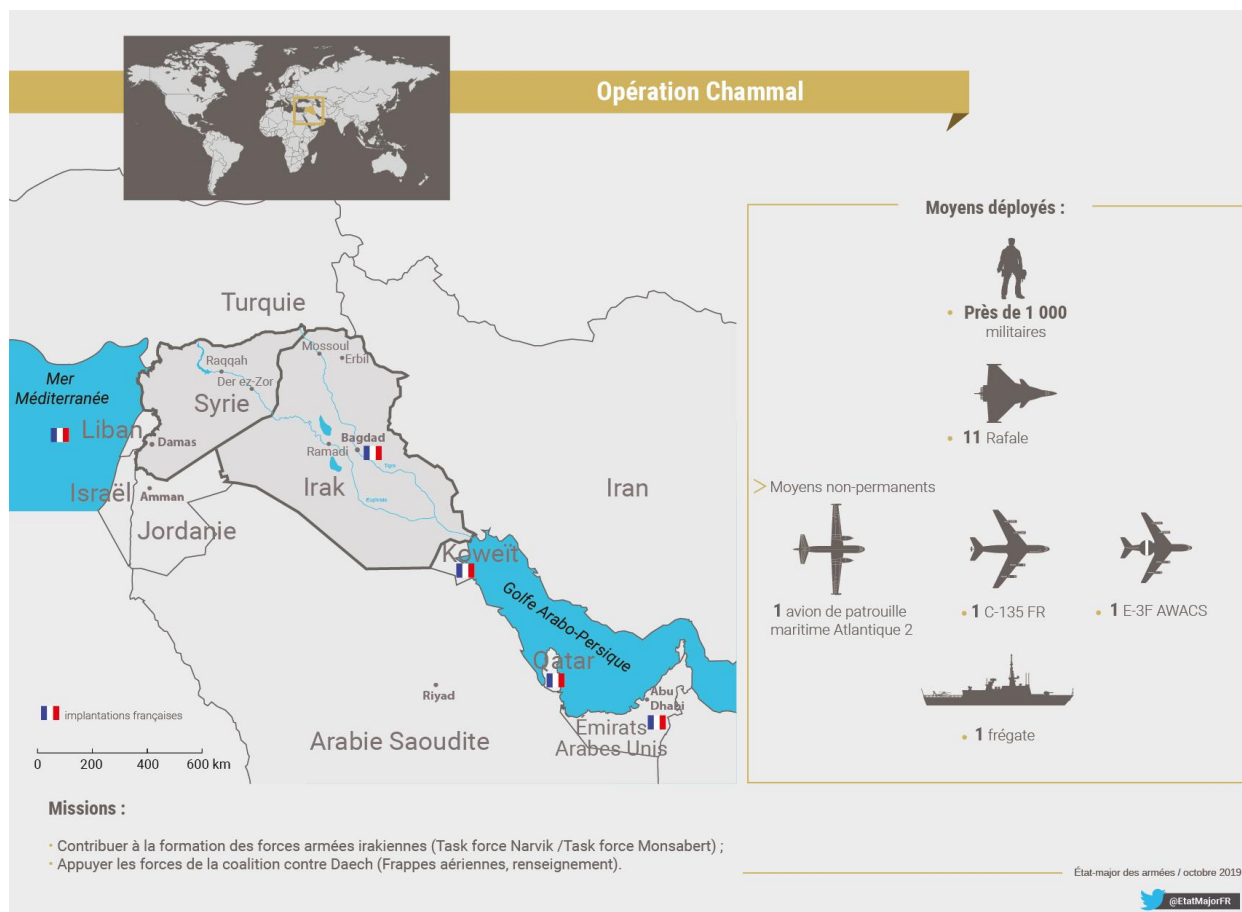 Opération Chammal
Turquie
Mossoul
Erbil
Raqqah
Der ez-Zor
Syrie
Mer
Méditerranée
Liban
Damas
Bagdad
Ramadi
Tigre
Irak
Euphrate
Iran
Israël
Amman
Jordanie
Koweït
Golfe Arabo-Persique
Qatar
Riyad
Abu
Dhabi
Émirats
Arabes Unis
Arabie Saoudite
implantations françaises
0 200 400 600 km
Moyens déployés :
• Près de 1 000
militaires
• 11 Rafale
> Moyens non-permanents
1 avion de patrouille
maritime Atlantique 2
• 1 C-135 FR
• 1 E-3F AWACS
• 1 frégate
Missions :
• Contribuer à la formation des forces armées irakiennes (Task force Narvik /Task force Monsabert) ;
• Appuyer les forces de la coalition contre Daech (Frappes aériennes, renseignement).
État-major des armées / octobre 2019
@EtatMajorFR